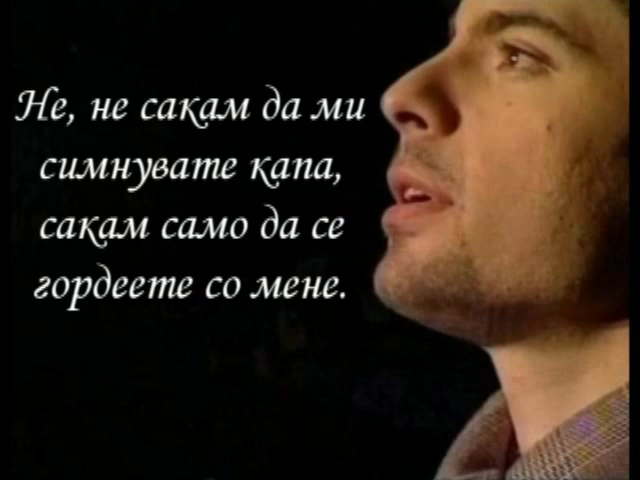 Не, не сакам да ми
симнувате капа,
сакам само да се
гордеете со мене.